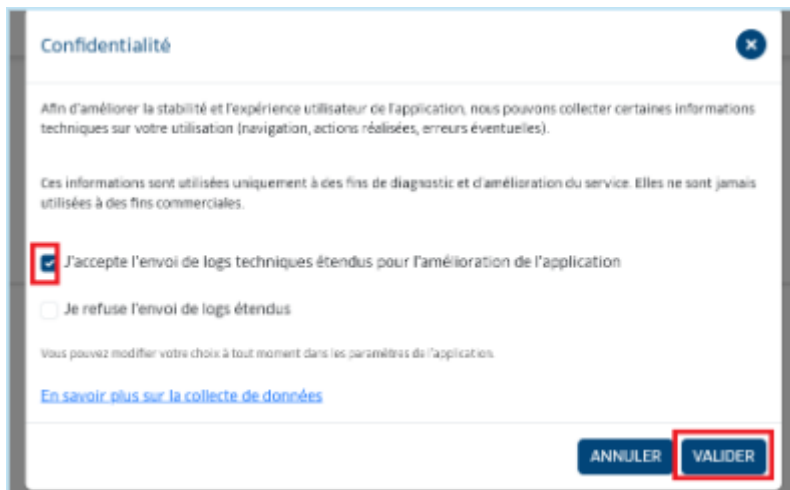 Confidentialité
Afin d'améliorer la stabilité et l'expérience utilisateur de l'application, nous pouvons collecter certaines informations
techniques sur votre utilisation (navigation, actions réalisées, erreurs éventuelles).
Ces informations sont utilisées uniquement à des fins de diagnostic et d'amélioration du service. Elles ne sont jamais
utilisées à des fins commerciales.
J'accepte l'envoi de logs techniques étendus pour l'amélioration de l'application
Je refuse l'envoi de logs étendus
Vous pouvez modifier votre choix à tout moment dans les paramètres de l'application.
En savoir plus sur la collecte de données
ANNULER VALIDER